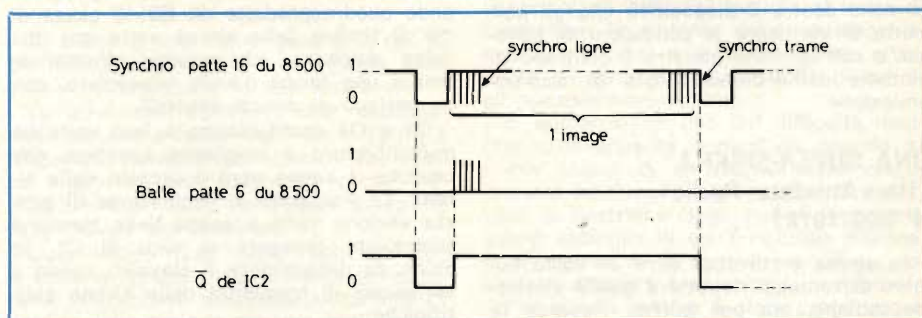 synchro ligne
synchro trame
Synchro patte 16 du 8500
1
0
1 image
1
Balle patte 6 du 8500
0
1
Q̅ de IC2
0